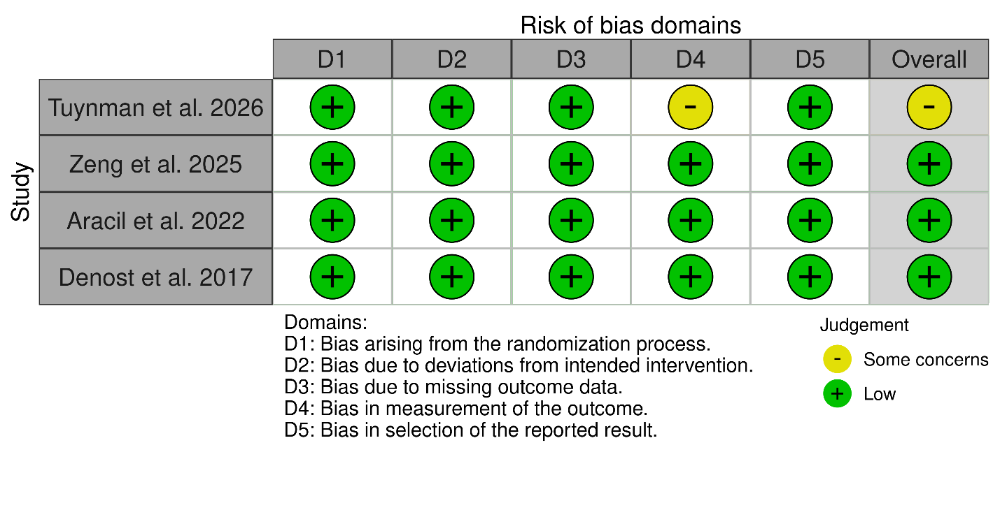 Risk of bias domains
D1 D2 D3 D4 D5 Overall
Study
Tuynman et al. 2026 + + + - + -
Zeng et al. 2025 + + + + + +
Aracil et al. 2022 + + + + + +
Denost et al. 2017 + + + + + +
Domains:
D1: Bias arising from the randomization process.
D2: Bias due to deviations from intended intervention.
D3: Bias due to missing outcome data.
D4: Bias in measurement of the outcome.
D5: Bias in selection of the reported result.
Judgement
- Some concerns
+ Low